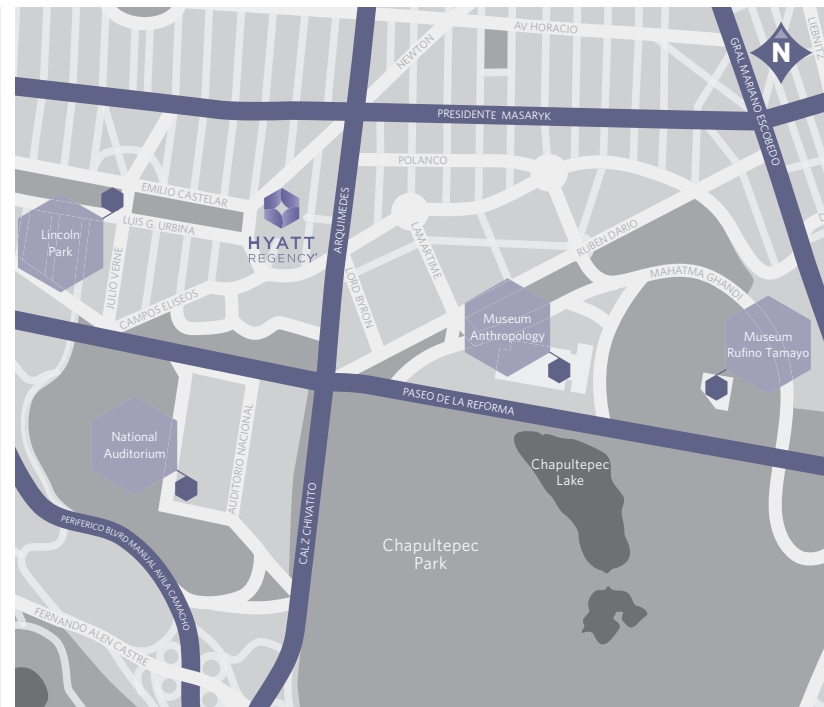 AV HORACIO
LIEBNITZ
NEWTON
GRAL MARIANO ESCOBEDO
N
PRESIDENTE MASARYK
POLANCO
EMILIO CASTELAR
LUIS G. URBINA
Lincoln
Park
HYATT
REGENCY
ARQUIMEDES
LAMARTIME
RUBEN DARIO
JULIO VERNE
LORD BYRON
MAHATMA GHANDI
CAMPOS ELISEOS
Museum
Anthropology
Museum
Rufino Tamayo
PASEO DE LA REFORMA
National
Auditorium
AUDITORIO NACIONAL
Chapultepec
Lake
CALZ CHIVATITO
PERIFERICO BLVRD MANUAL AVILA CAMACHO
Chapultepec
Park
FERNANDO ALEN CASTRE